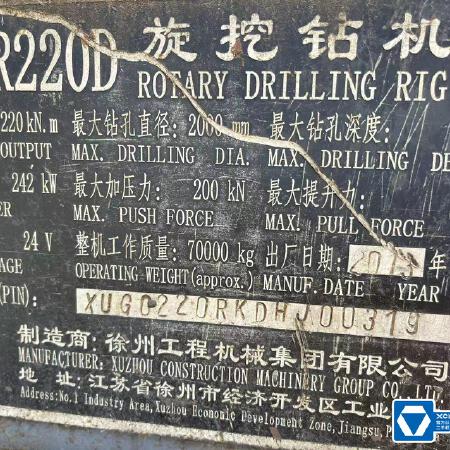 R220D 旋挖钻机
ROTARY DRILLING RIG
220kN.m 最大钻孔直径: 2000 mm 最大钻孔深度:
OUTPUT MAX. DRILLING DIA. MAX. DRILLING DE
242 kW 最大加压力: 200 kN 最大提升力:
ER MAX. PUSH FORCE MAX. PULL FORCE
24 V 整机工作质量: 70000 kg 出厂日期: 2013 年
AGE OPERATING WEIGHT(approx.) MANUF. DATE YEAR
(PIN): XUG0220RKDHJ00319
制造商: 徐州工程机械集团有限公司
MANUFACTURER: XUZHOU CONSTRUCTION MACHINERY GROUP CO., LTD.
地 址: 江苏省徐州市经济开发区工业
Address:No.1 Industry Area,Xuzhou Economic Development Zone, Jiangsu, P